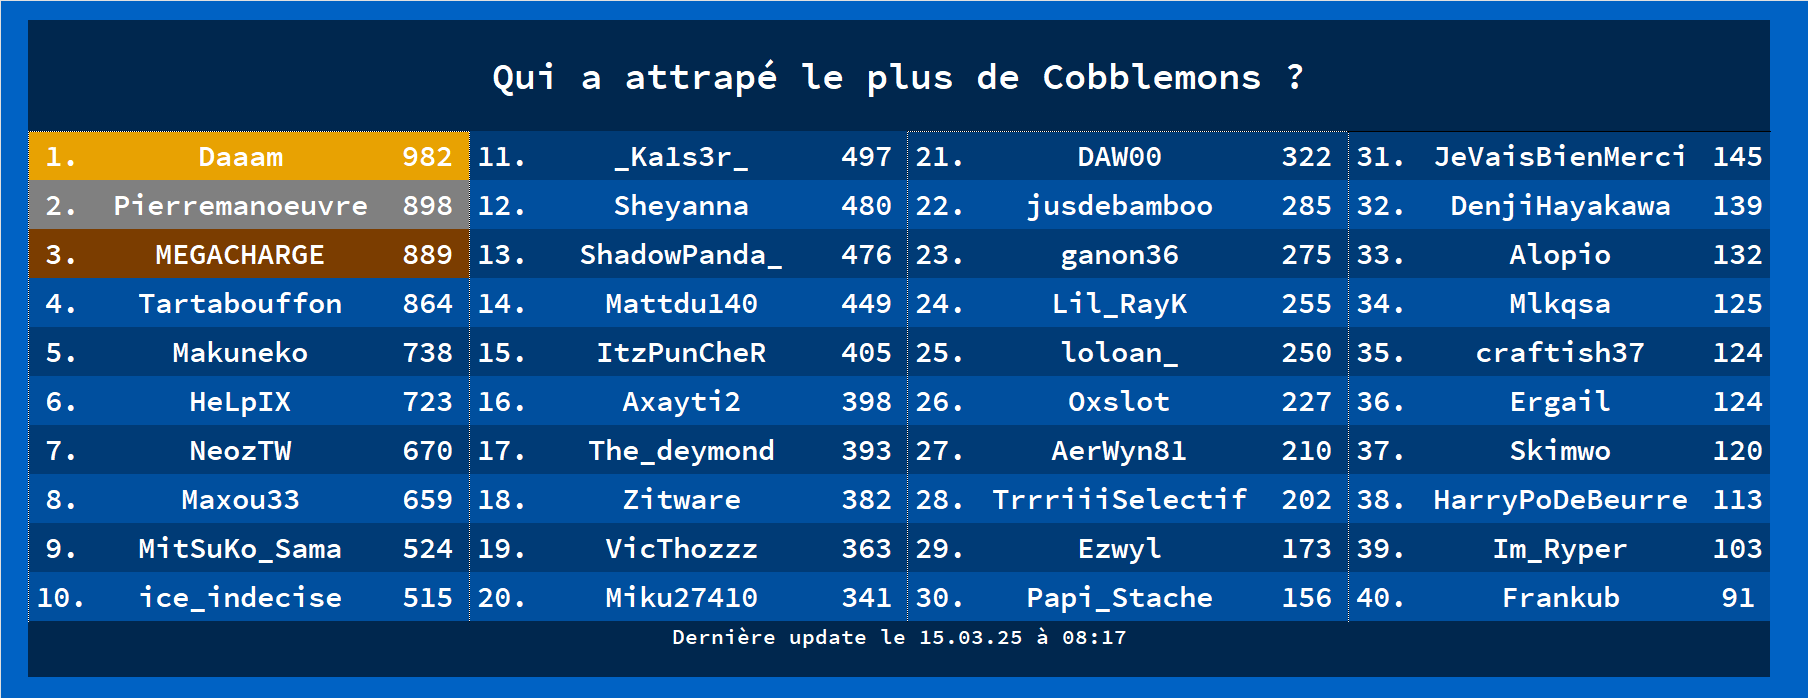 Qui a attrapé le plus de Cobblemons ?
1. Daaam 982 11. _Ka1s3r_ 497 21. DAW00 322 31. JeVaisBienMerci 145
2. Pierremanoeuvre 898 12. Sheyanna 480 22. jusdebamboo 285 32. DenjiHayakawa 139
3. MEGACHARGE 889 13. ShadowPanda_ 476 23. ganon36 275 33. Alopio 132
4. Tartabouffon 864 14. Mattdu140 449 24. Lil_RayK 255 34. Mlkqsa 125
5. Makuneko 738 15. ItzPunCheR 405 25. loloan_ 250 35. craftish37 124
6. HeLpIX 723 16. Axayti2 398 26. Oxslot 227 36. Ergail 124
7. NeozTW 670 17. The_deymond 393 27. AerWyn81 210 37. Skimwo 120
8. Maxou33 659 18. Zitware 382 28. TrrriiiSelectif 202 38. HarryPoDeBeurre 113
9. MitSuKo_Sama 524 19. VicThozzz 363 29. Ezwyl 173 39. Im_Ryper 103
10. ice_indecise 515 20. Miku27410 341 30. Papi_Stache 156 40. Frankub 91
Dernière update le 15.03.25 à 08:17